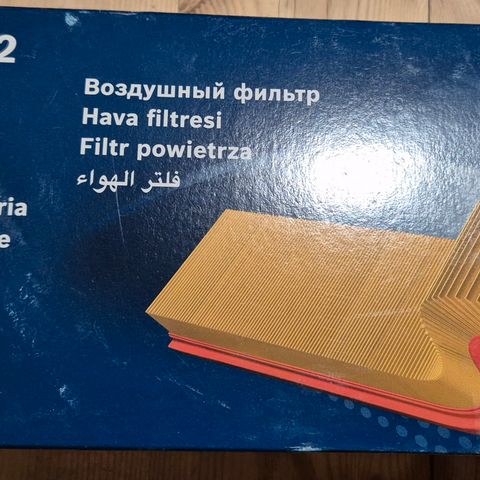 2
Воздушный фильтр
Hava filtresi
Filtr powietrza
فلتر الهواء
ria
e